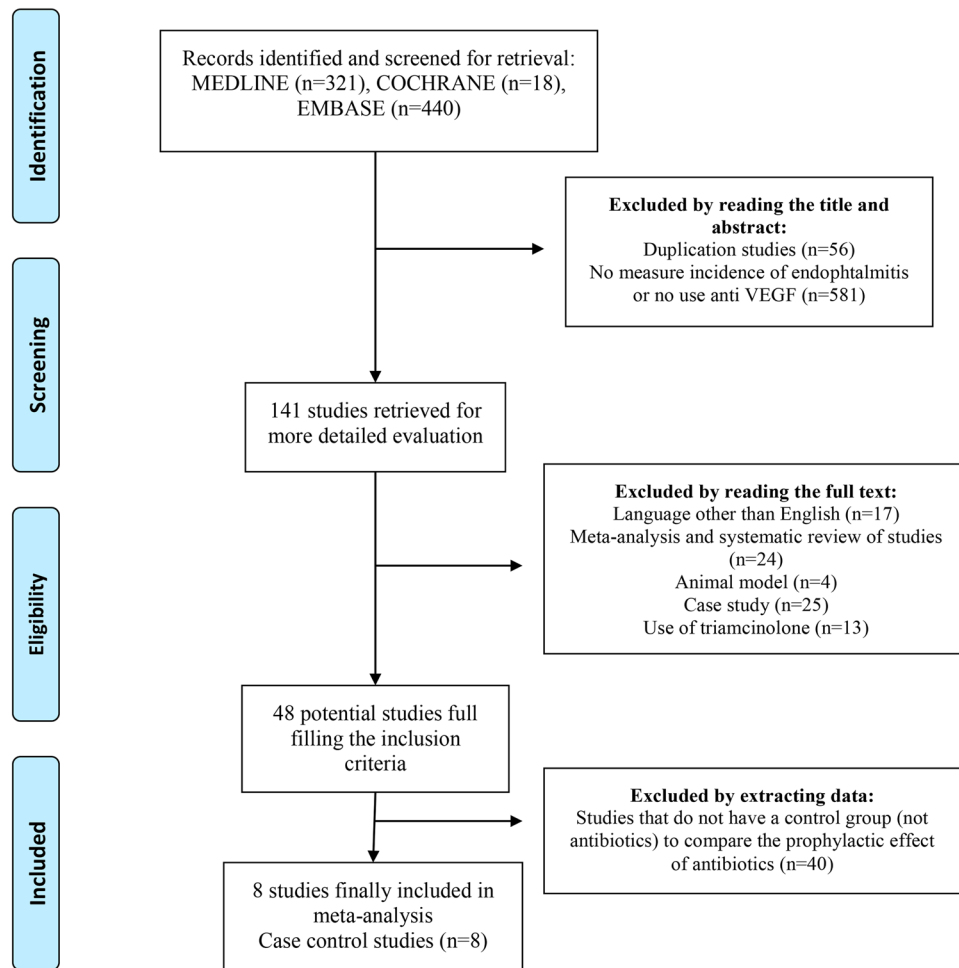 Identification
Records identified and screened for retrieval:
MEDLINE (n=321), COCHRANE (n=18),
EMBASE (n=440)
Excluded by reading the title and
abstract:
Duplication studies (n=56)
No measure incidence of endophtalmitis
or no use anti VEGF (n=581)
Screening
141 studies retrieved for
more detailed evaluation
Excluded by reading the full text:
Language other than English (n=17)
Meta-analysis and systematic review of studies
(n=24)
Animal model (n=4)
Case study (n=25)
Use of triamcinolone (n=13)
Eligibility
48 potential studies full
filling the inclusion
criteria
Excluded by extracting data:
Studies that do not have a control group (not
antibiotics) to compare the prophylactic effect
of antibiotics (n=40)
Included
8 studies finally included in
meta-analysis
Case control studies (n=8)